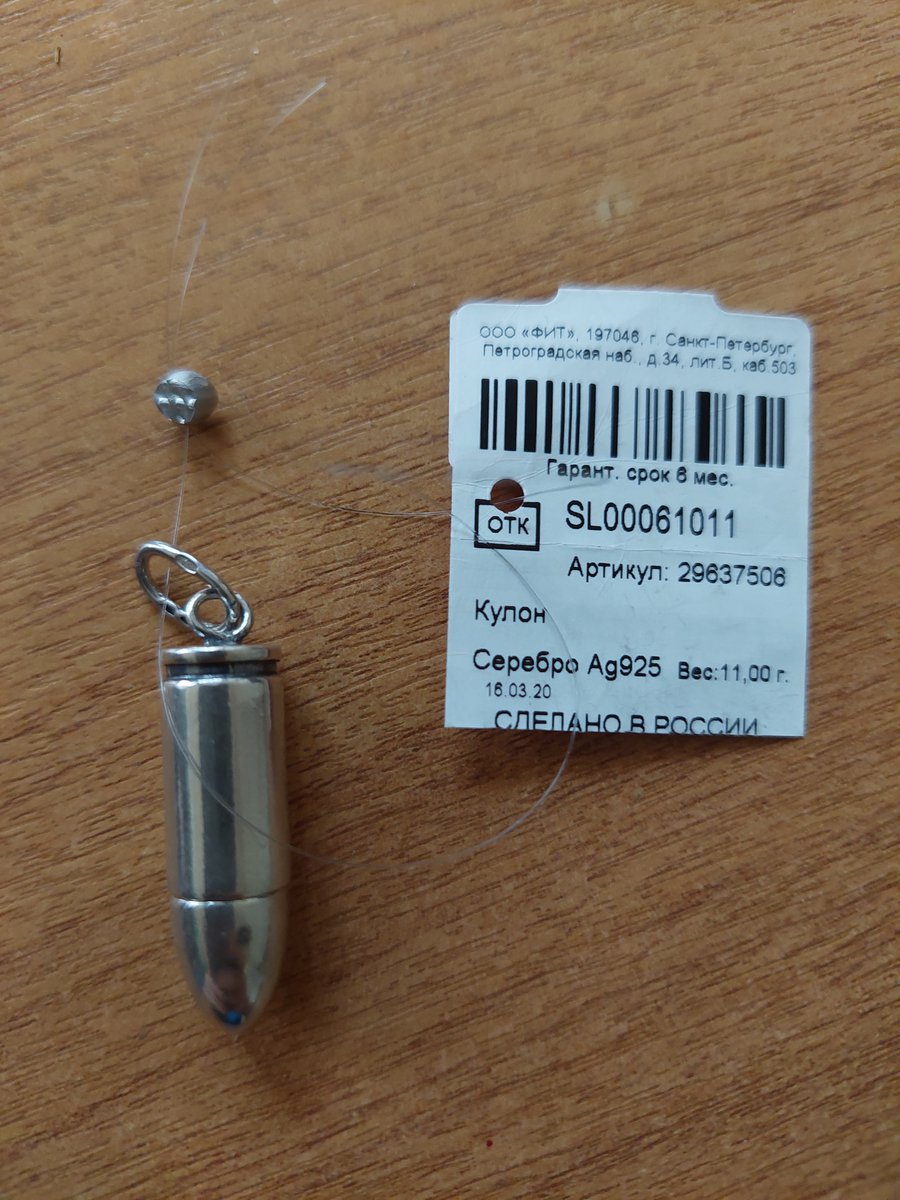 ООО «ФИТ», 197046, г. Санкт-Петербург,
Петроградская наб., д.34, лит.Б, каб.503
Гарант. срок 6 мес.
ОТК
SL00061011
Артикул: 29637506
Кулон
Серебро Ag925 Вес:11,00 г.
16.03.20
СДЕЛАНО В РОССИИ